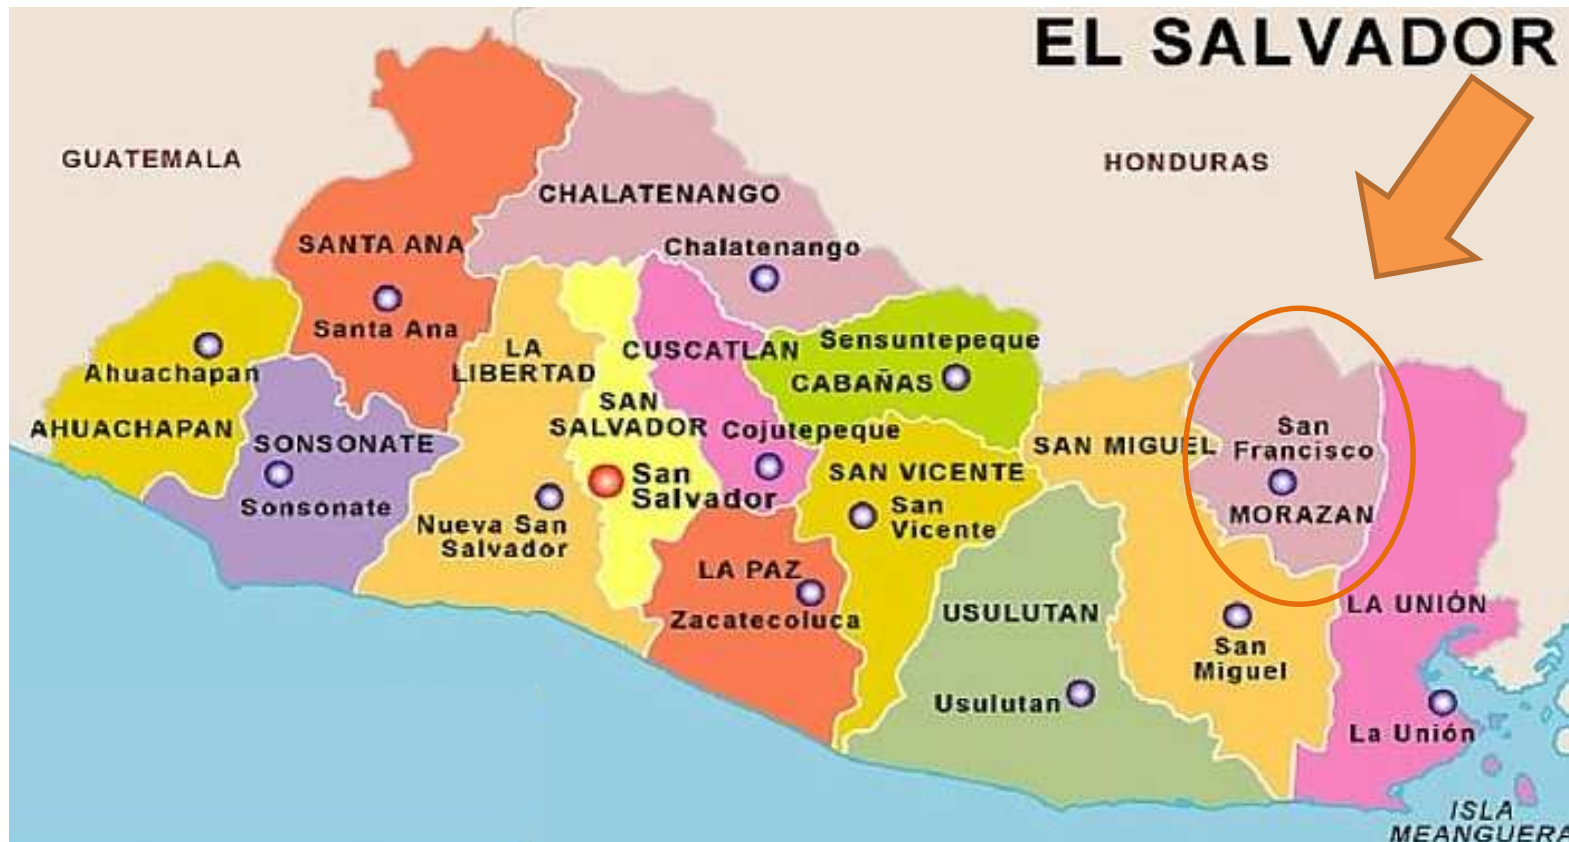 EL SALVADOR
GUATEMALA
HONDURAS
CHALATENANGO
Chalatenango
SANTA ANA
Santa Ana
Ahuachapan
AHUACHAPAN
SONSONATE
Sonsonate
LA
LIBERTAD
Nueva San
Salvador
SAN
SALVADOR
San
Salvador
CUSCATLAN
Cojutepeque
Sensuntepeque
CABAÑAS
SAN VICENTE
San
Vicente
LA PAZ
Zacatecoluca
USULUTAN
Usulutan
SAN MIGUEL
San
Miguel
San
Francisco
MORAZAN
LA UNIÓN
La Unión
ISLA
MEANGUERA